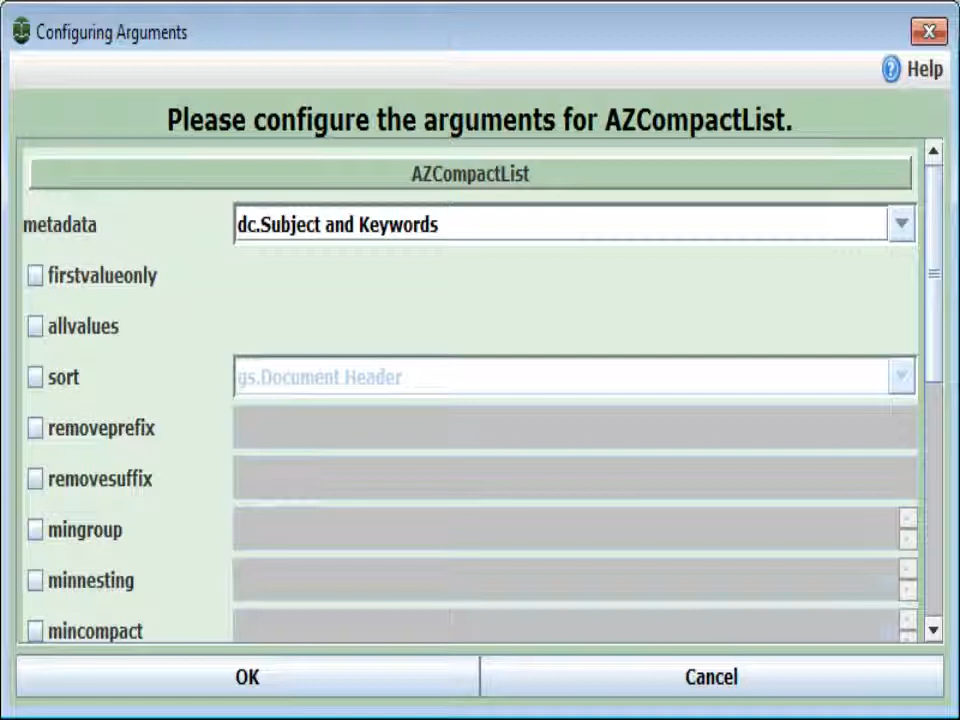 Configuring Arguments
Help
Please configure the arguments for AZCompactList.
AZCompactList
metadata dc.Subject and Keywords
firstvalueonly
allvalues
sort gs.Document Header
removeprefix
removesuffix
mingroup
minnesting
mincompact
OK Cancel